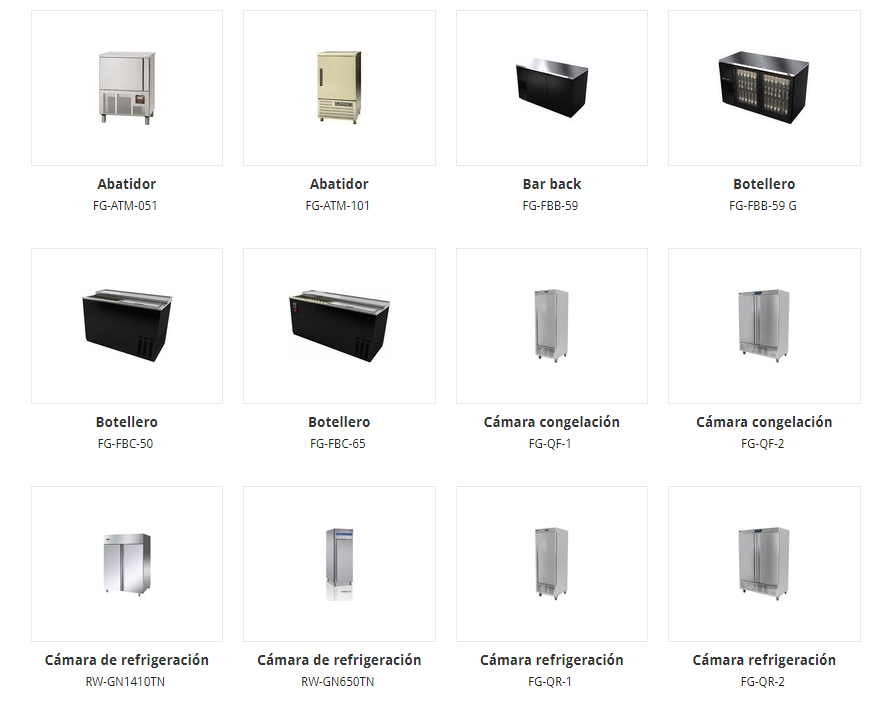 Abatidor
FG-ATM-051
Abatidor
FG-ATM-101
Bar back
FG-FBB-59
Botellero
FG-FBB-59 G
Botellero
FG-FBC-50
Botellero
FG-FBC-65
Cámara congelación
FG-QF-1
Cámara congelación
FG-QF-2
Cámara de refrigeración
RW-GN1410TN
Cámara de refrigeración
RW-GN650TN
Cámara refrigeración
FG-QR-1
Cámara refrigeración
FG-QR-2